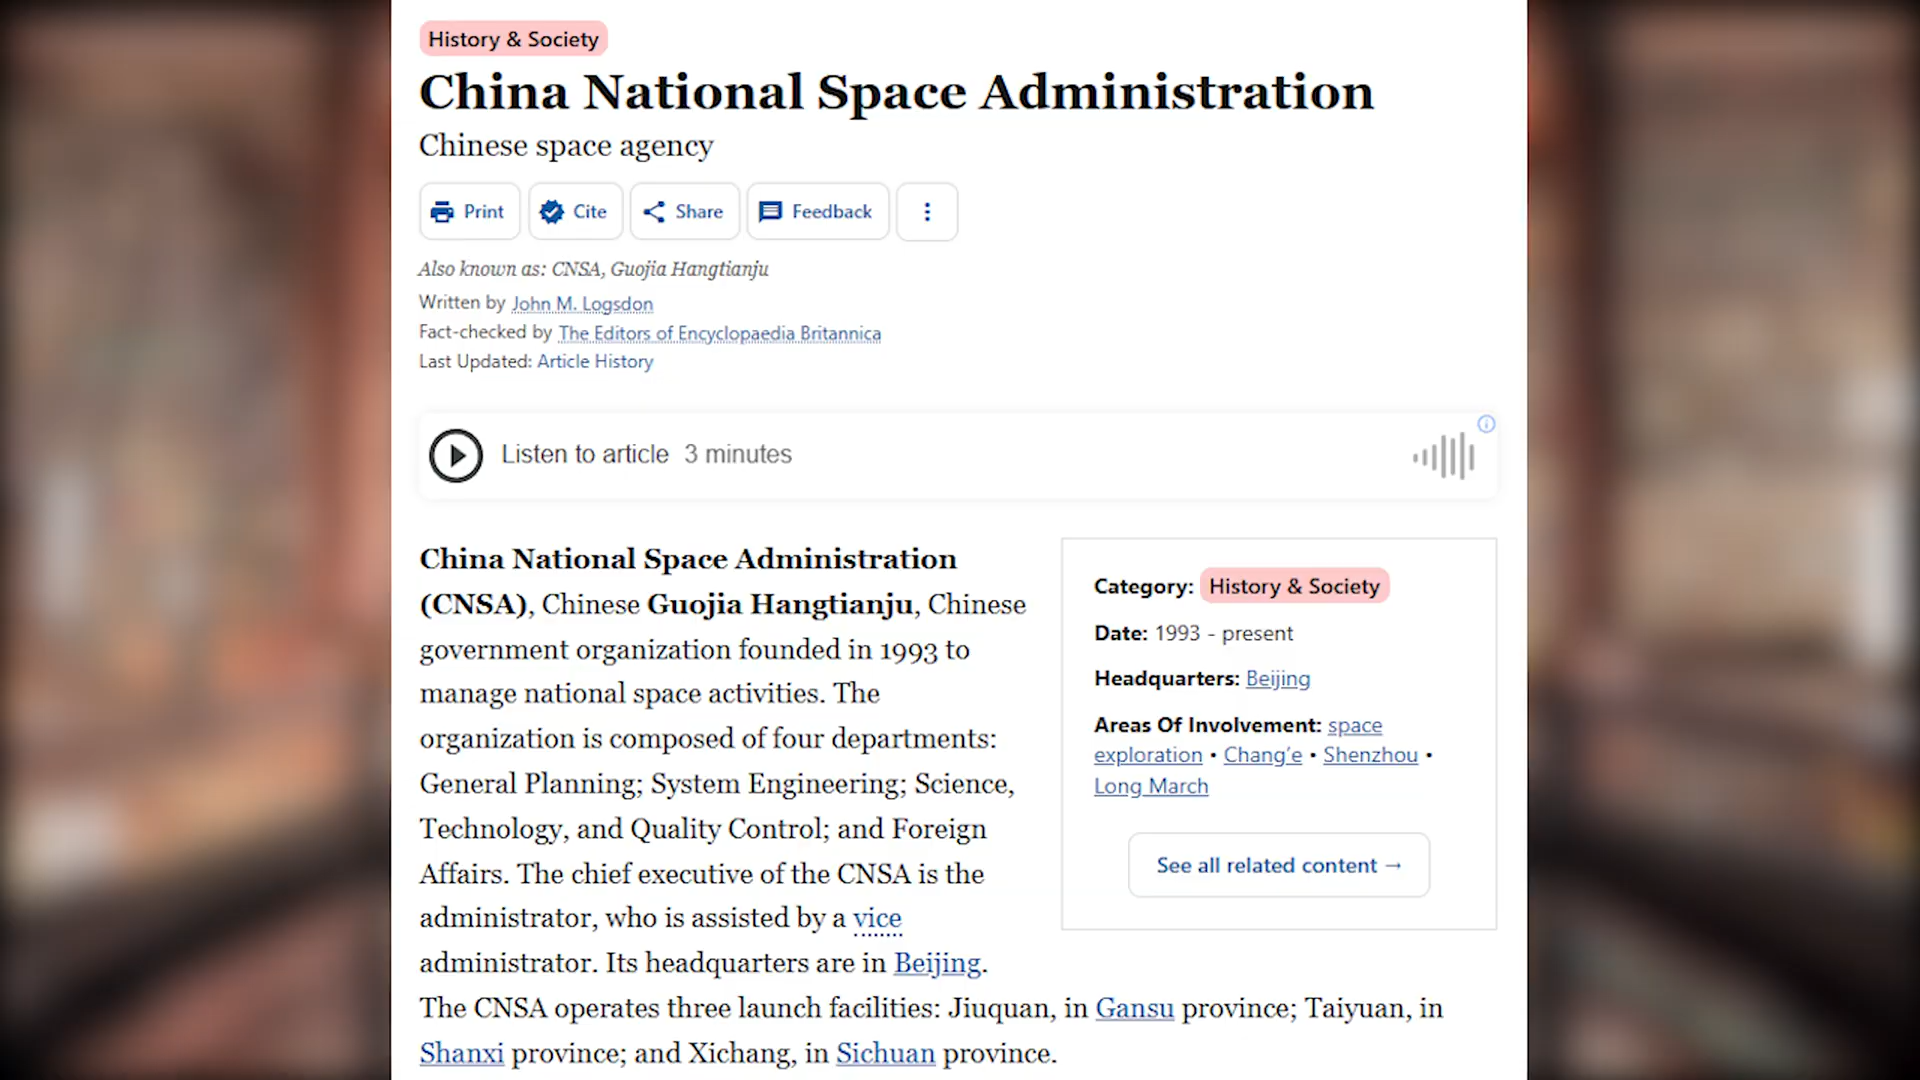 History & Society
China National Space Administration
Chinese space agency
Print Cite Share Feedback
Also known as: CNSA, Guojia Hangtianju
Written by John M. Logsdon
Fact-checked by The Editors of Encyclopaedia Britannica
Last Updated: Article History
Listen to article 3 minutes
China National Space Administration
(CNSA), Chinese Guojia Hangtianju, Chinese
government organization founded in 1993 to
manage national space activities. The
organization is composed of four departments:
General Planning; System Engineering; Science,
Technology, and Quality Control; and Foreign
Affairs. The chief executive of the CNSA is the
administrator, who is assisted by a vice
administrator. Its headquarters are in Beijing.
Category: History & Society
Date: 1993 - present
Headquarters: Beijing
Areas Of Involvement: space
exploration • Chang’e • Shenzhou •
Long March
See all related content →
The CNSA operates three launch facilities: Jiuquan, in Gansu province; Taiyuan, in
Shanxi province; and Xichang, in Sichuan province.